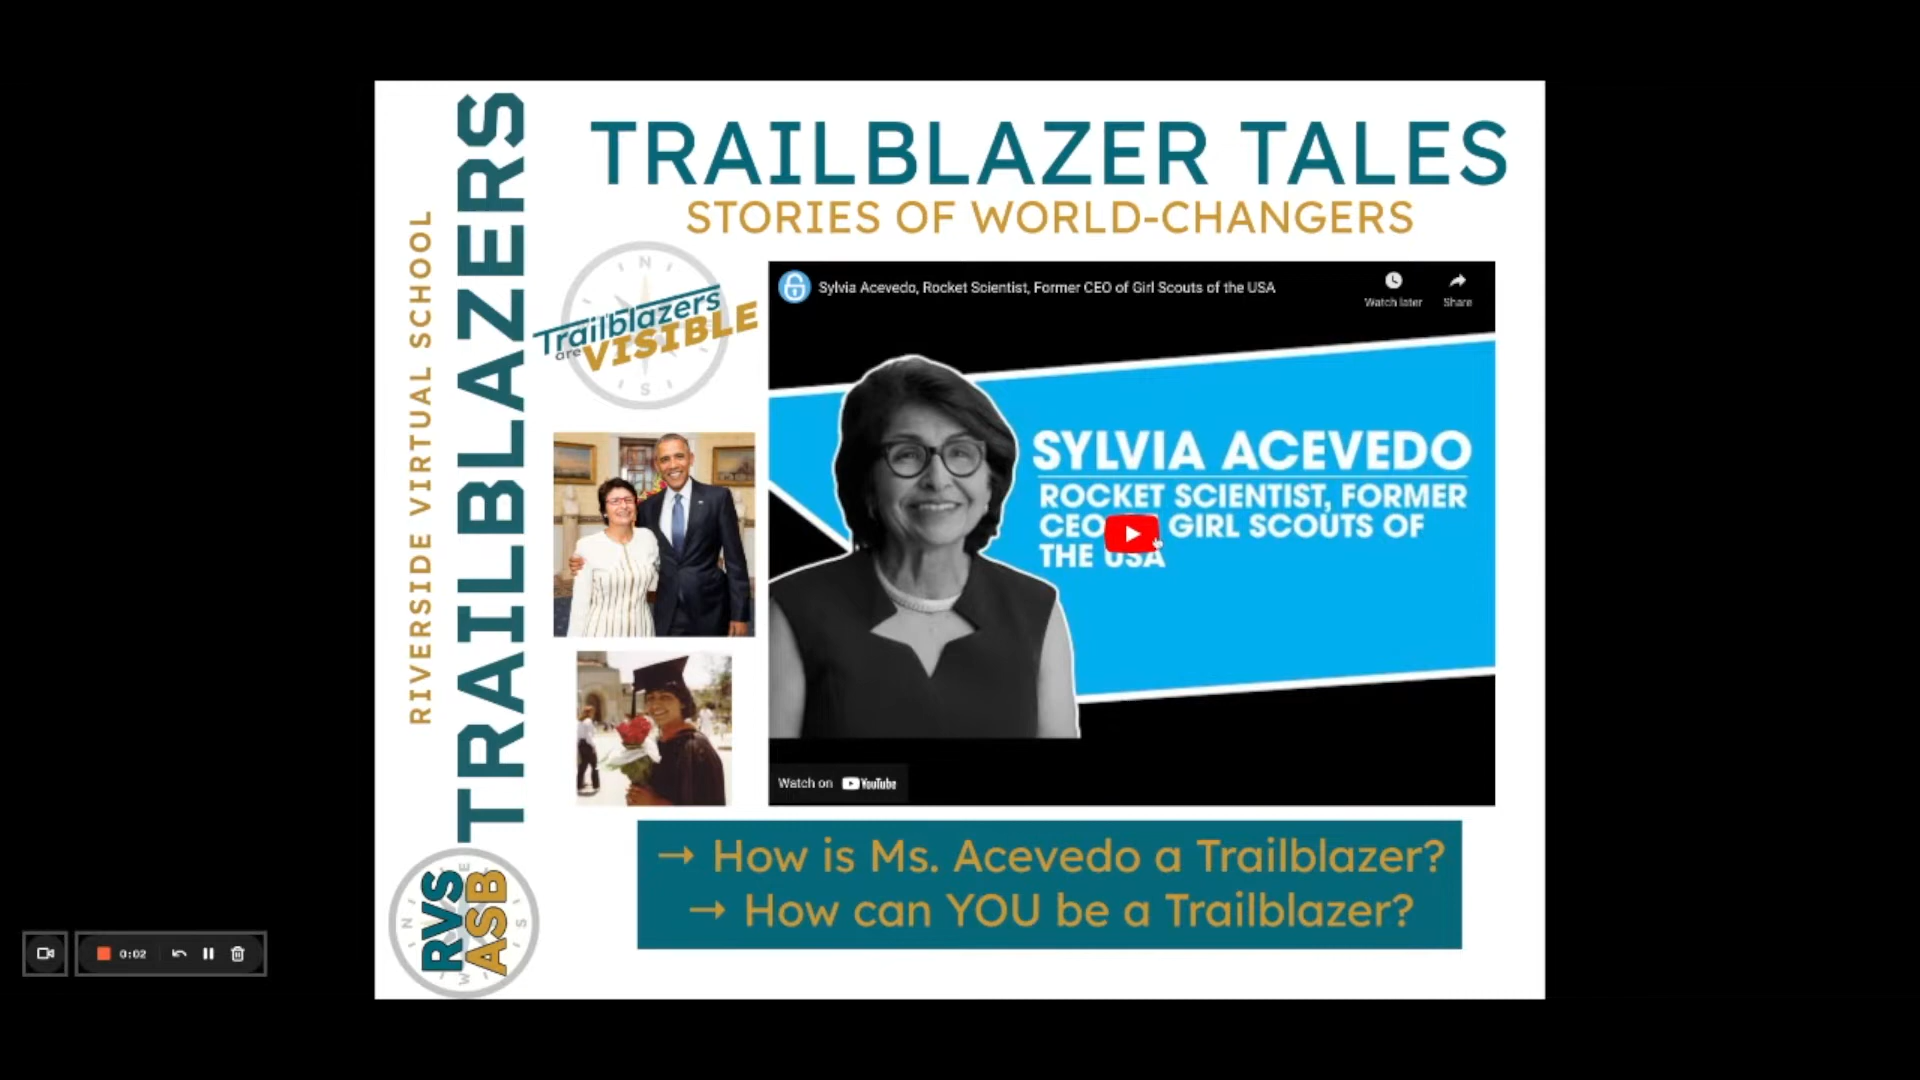 RIVERSIDE VIRTUAL SCHOOL
TRAILBLAZERS
TRAILBLAZER TALES
STORIES OF WORLD-CHANGERS
N
Trailblazers
are VISIBLE
S
Sylvia Acevedo, Rocket Scientist, Former CEO of Girl Scouts of the USA
Watch later
Share
SYLVIA ACEVEDO
ROCKET SCIENTIST, FORMER
CEO GIRL SCOUTS OF
THE USA
Watch on YouTube
→ How is Ms. Acevedo a Trailblazer?
→ How can YOU be a Trailblazer?
N
E
S
W
RVS
ASB
0:02